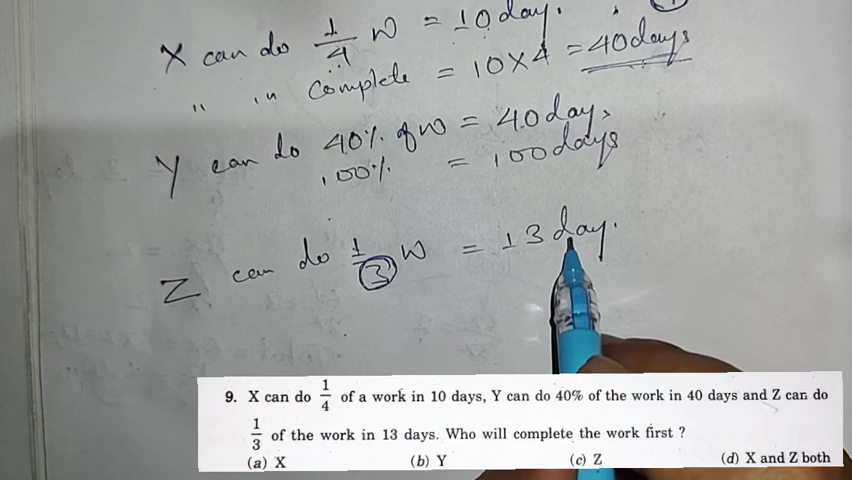 X can do 1/4 W = 10 day.
" " in Complete = 10 X 4 = 40 days
Y can do 40% of W = 40 day,
100% = 100 days
Z can do 1/3 W = 13 day.
9. X can do 1/4 of a work in 10 days, Y can do 40% of the work in 40 days and Z can do
1/3 of the work in 13 days. Who will complete the work first ?
(a) X (b) Y (c) Z (d) X and Z both